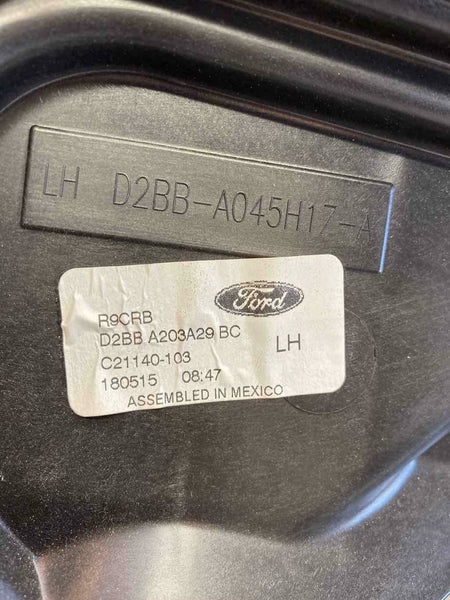 LH D2BB-A045H17-A
R9CRB
Ford
D2BB A203A29 BC
C21140-103
LH
180515 08:47
ASSEMBLED IN MEXICO